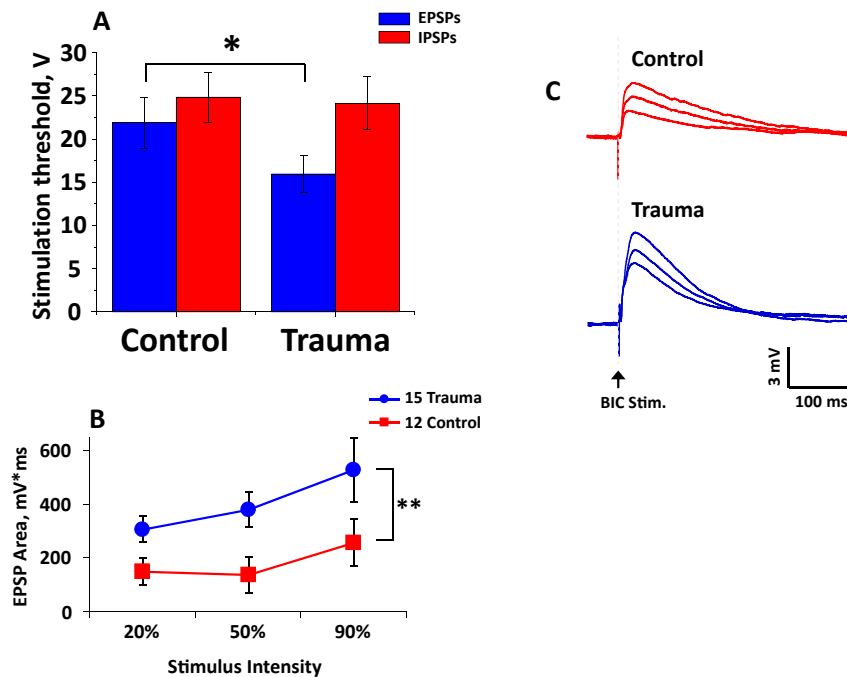 A
EPSPs
IPSPs
*
Stimulation threshold, V
30
25
20
15
10
5
0
Control
Trauma
B
15 Trauma
12 Control
EPSP Area, mV*ms
600
400
200
0
**
20%
50%
90%
Stimulus Intensity
C
Control
Trauma
BIC Stim.
3 mV
100 ms